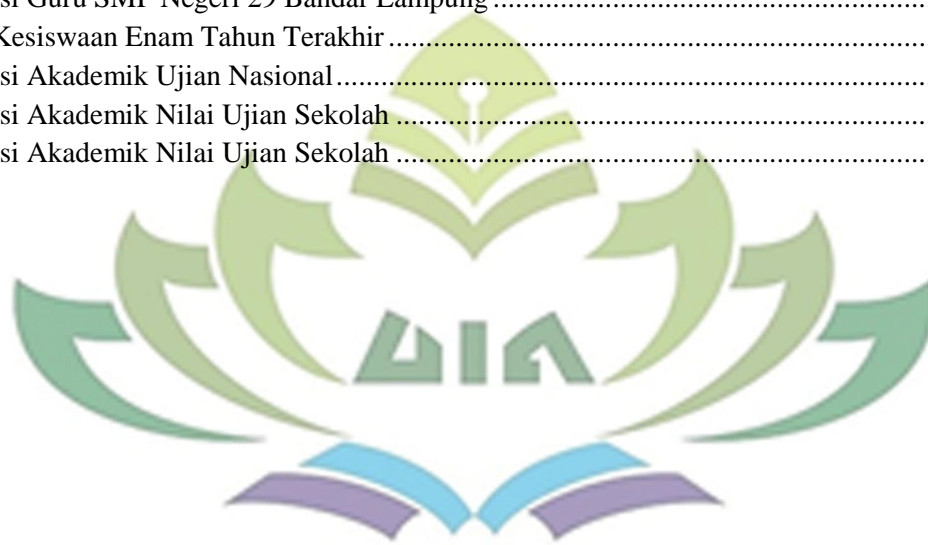 si Guru SMP Negeri 29 Bandar Lampung ........................................................................
Kesiswaan Enam Tahun Terakhir ........................................................................................
si Akademik Ujian Nasional................................................................................................
si Akademik Nilai Ujian Sekolah .......................................................................................
si Akademik Nilai Ujian Sekolah .......................................................................................
UIN